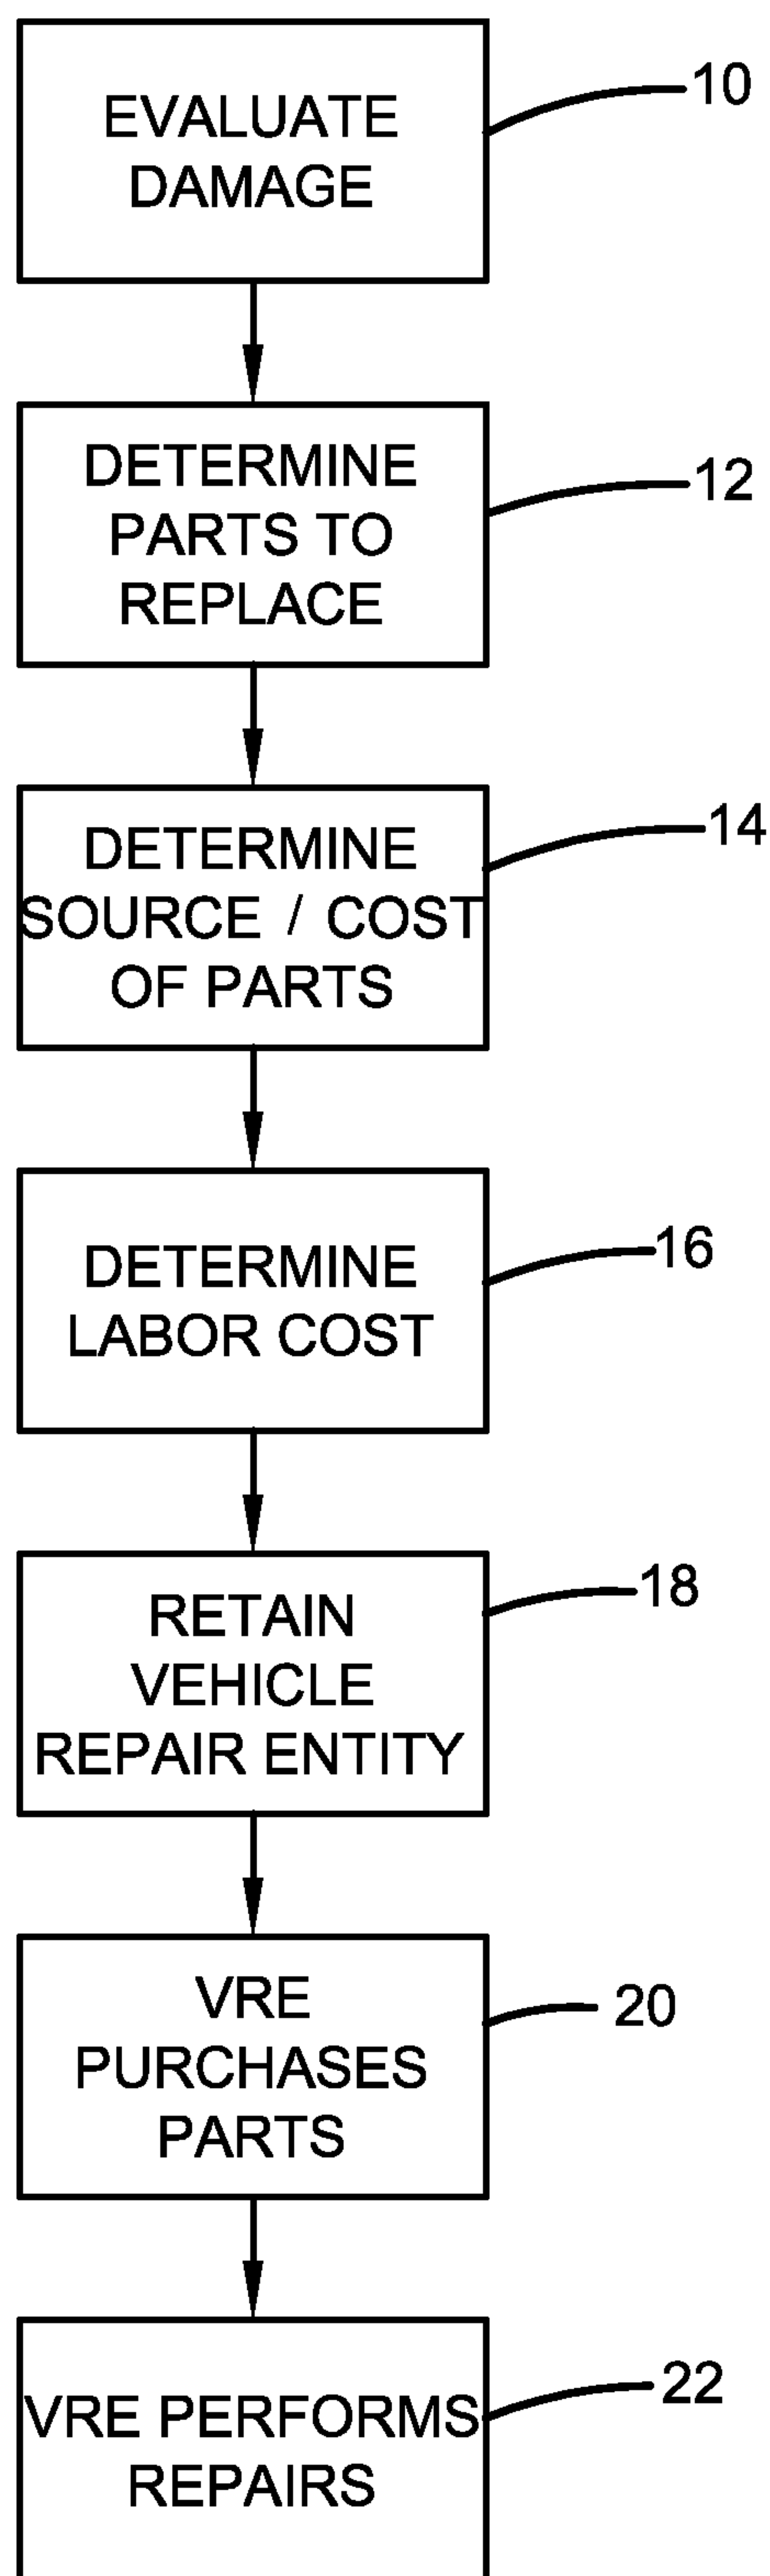 EVALUATE
DAMAGE
10
DETERMINE
PARTS TO
REPLACE
12
DETERMINE
SOURCE / COST
OF PARTS
14
DETERMINE
LABOR COST
16
RETAIN
VEHICLE
REPAIR ENTITY
18
VRE
PURCHASES
PARTS
20
VRE PERFORMS
REPAIRS
22